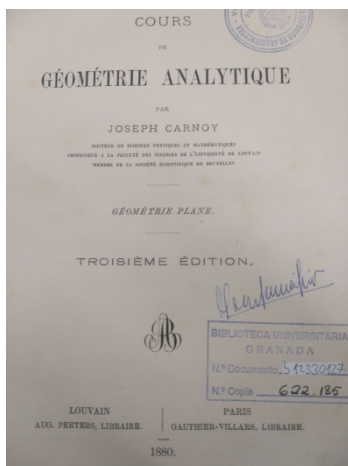 COURS
DE
GÉOMÉTRIE ANALYTIQUE
PAR
JOSEPH CARNOY
DOCTEUR EN SCIENCES PHYSIQUES ET MATHÉMATIQUES
PROFESSEUR A LA FACULTÉ DES SCIENCES DE L'UNIVERSITÉ DE LOUVAIN
MEMBRE DE LA SOCIÉTÉ SCIENTIFIQUE DE BRUXELLES
GÉOMÉTRIE PLANE.
TROISIÈME ÉDITION.
BIBLIOTECA UNIVERSITARIA
GRANADA
N.º Documento
N.º Copia 622.185
LOUVAIN
AUG. PEETERS, LIBRAIRE.
PARIS
GAUTHIER-VILLARS, LIBRAIRE.
1880.